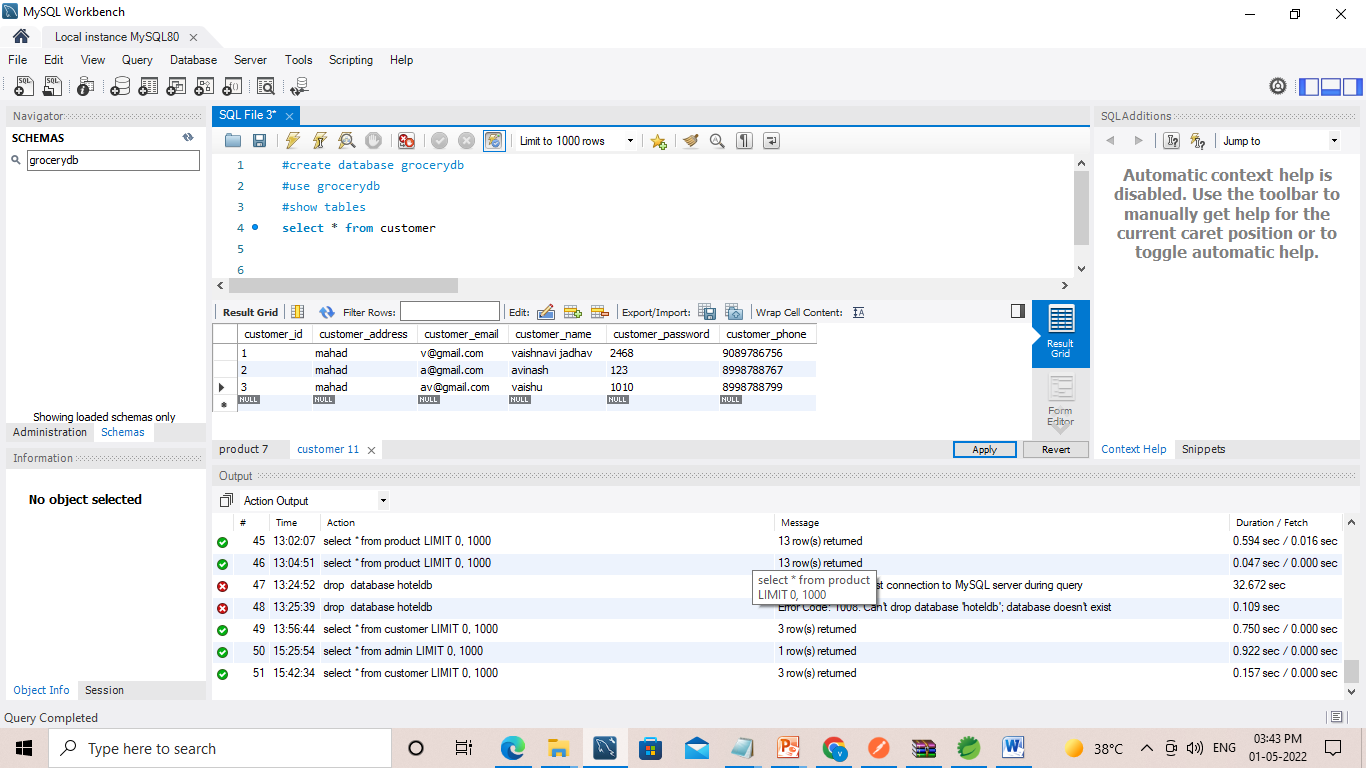 MySQL Workbench
Local instance MySQL80
File Edit View Query Database Server Tools Scripting Help
Navigator
SCHEMAS
grocerydb
Showing loaded schemas only
Administration Schemas
Information
No object selected
Object Info Session
SQL File 3*
Limit to 1000 rows
1 #create database grocerydb
2 #use grocerydb
3 #show tables
4 select * from customer
5
6
Result Grid Filter Rows: Edit: Export/Import: Wrap Cell Content:
customer_id customer_address customer_email customer_name customer_password customer_phone
1 mahad v@gmail.com vaishnavi jadhav 2468 9089786756
2 mahad a@gmail.com avinash 123 8998788767
3 mahad av@gmail.com vaishu 1010 8998788799
NULL NULL NULL NULL NULL NULL
Result
Grid
Form
Editor
product 7 customer 11 Apply Revert
SQLAdditions
Jump to
Automatic context help is
disabled. Use the toolbar to
manually get help for the
current caret position or to
toggle automatic help.
Context Help Snippets
Output
Action Output
# Time Action Message Duration / Fetch
45 13:02:07 select * from product LIMIT 0, 1000 13 row(s) returned 0.594 sec / 0.016 sec
46 13:04:51 select * from product LIMIT 0, 1000 13 row(s) returned 0.047 sec / 0.000 sec
47 13:24:52 drop database hoteldb st connection to MySQL server during query 32.672 sec
48 13:25:39 drop database hoteldb Error Code: 1008. Can't drop database 'hoteldb'; database doesn't exist 0.109 sec
49 13:56:44 select * from customer LIMIT 0, 1000 3 row(s) returned 0.750 sec / 0.000 sec
50 15:25:54 select * from admin LIMIT 0, 1000 1 row(s) returned 0.922 sec / 0.000 sec
51 15:42:34 select * from customer LIMIT 0, 1000 3 row(s) returned 0.157 sec / 0.000 sec
select * from product
LIMIT 0, 1000
Query Completed
Type here to search
38°C
ENG
03:43 PM
01-05-2022